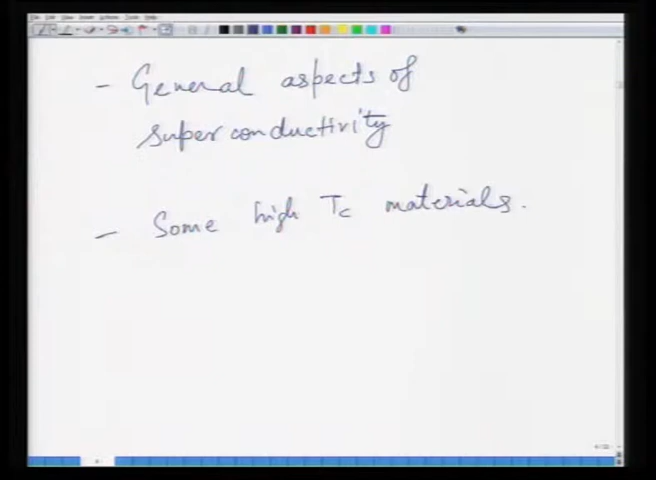 - General aspects of
superconductivity
- Some high Tc materials.